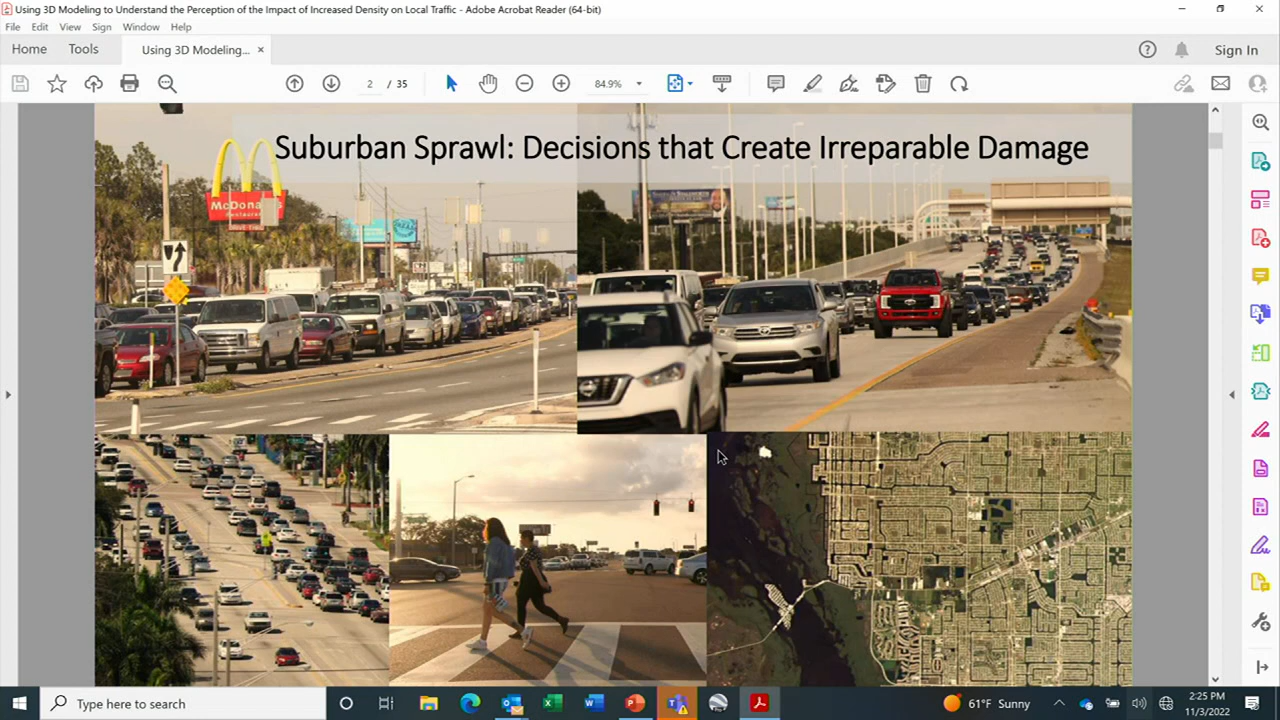 Using 3D Modeling to Understand the Perception of the Impact of Increased Density on Local Traffic - Adobe Acrobat Reader (64-bit)
File Edit View Sign Window Help
Home Tools Using 3D Modeling... × Sign In
2 / 35 84.9%
Suburban Sprawl: Decisions that Create Irreparable Damage
McDonald's
Restaurant
Type here to search
61°F Sunny
2:25 PM
11/3/2022